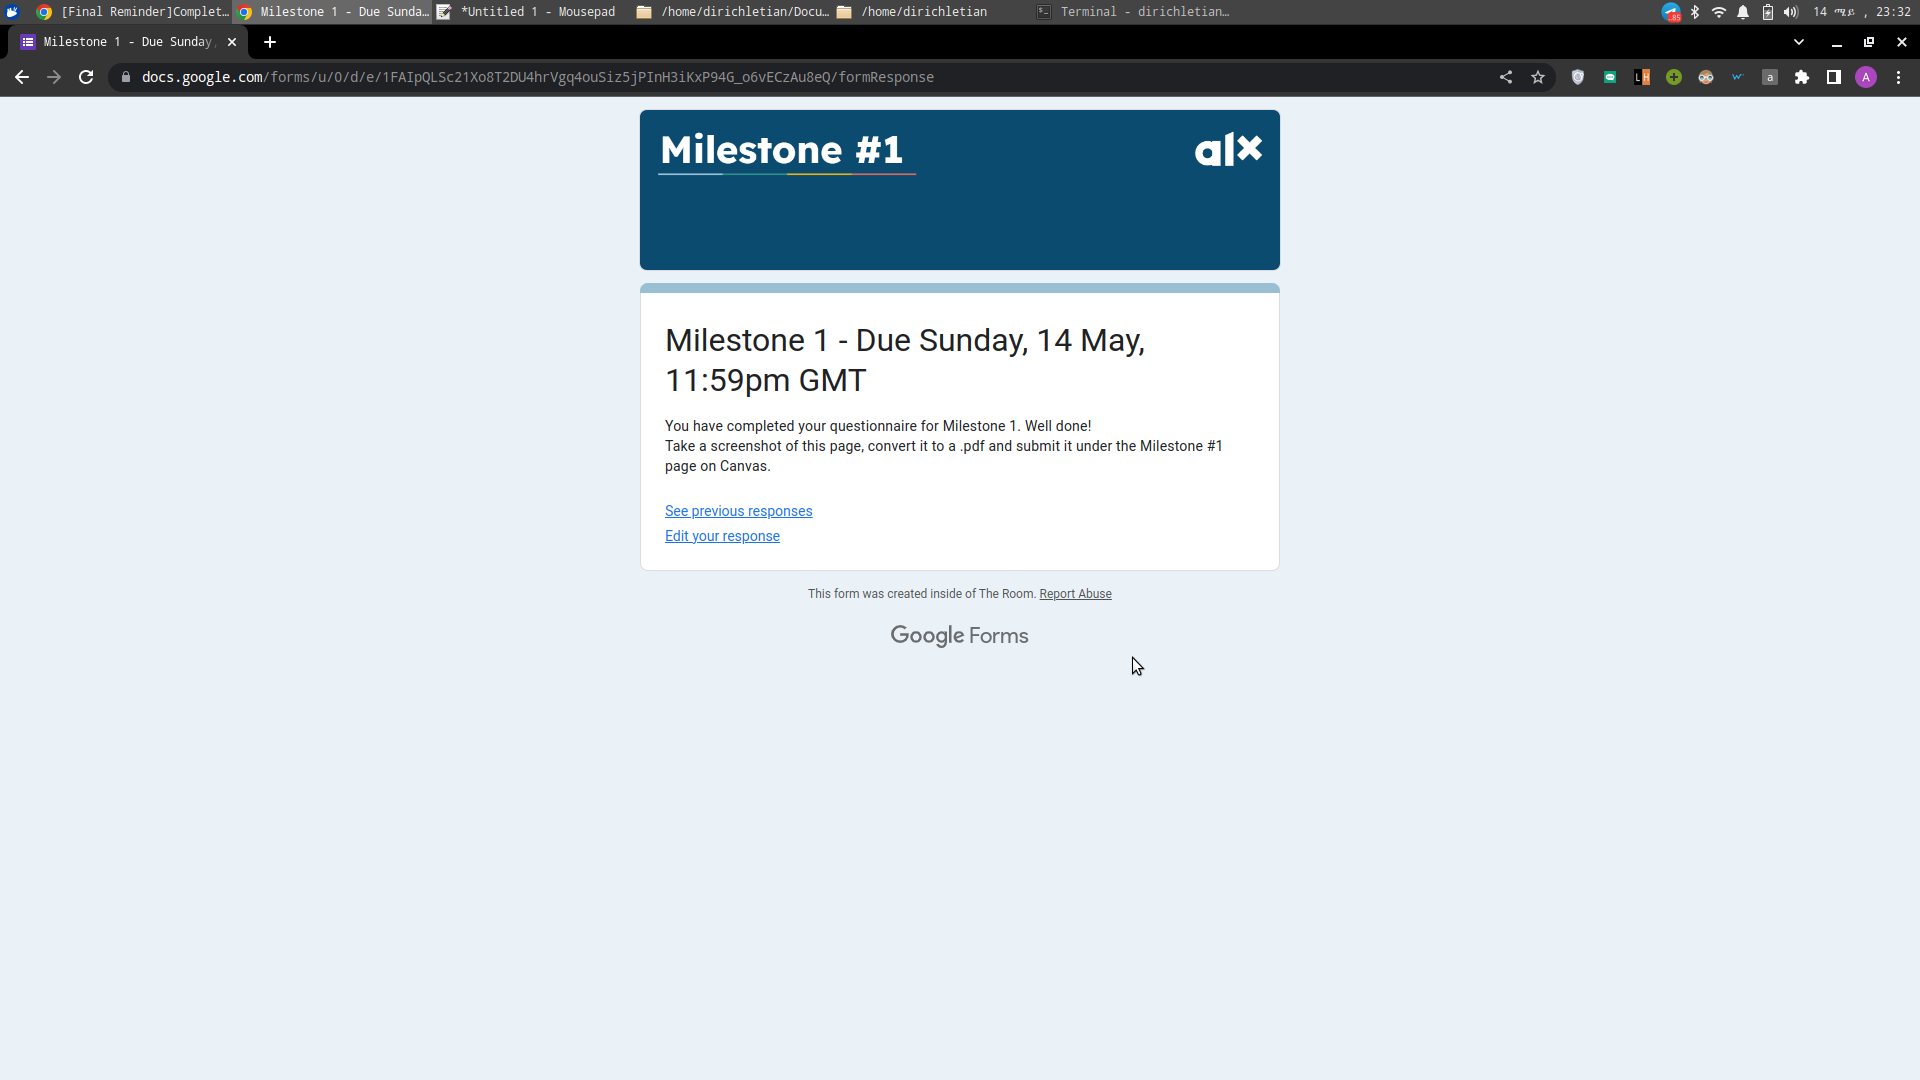 [Final Reminder]Complet… Milestone 1 - Due Sunda… *Untitled 1 - Mousepad /home/dirichletian/Docu… /home/dirichletian Terminal - dirichletian… 14 ሜይ , 23:32
Milestone 1 - Due Sunday
docs.google.com/forms/u/0/d/e/1FAIpQLSc21Xo8T2DU4hrVgq4ouSiz5jPInH3iKxP94G_o6vECzAu8eQ/formResponse
Milestone #1 alx
Milestone 1 - Due Sunday, 14 May,
11:59pm GMT
You have completed your questionnaire for Milestone 1. Well done!
Take a screenshot of this page, convert it to a .pdf and submit it under the Milestone #1
page on Canvas.
See previous responses
Edit your response
This form was created inside of The Room. Report Abuse
Google Forms